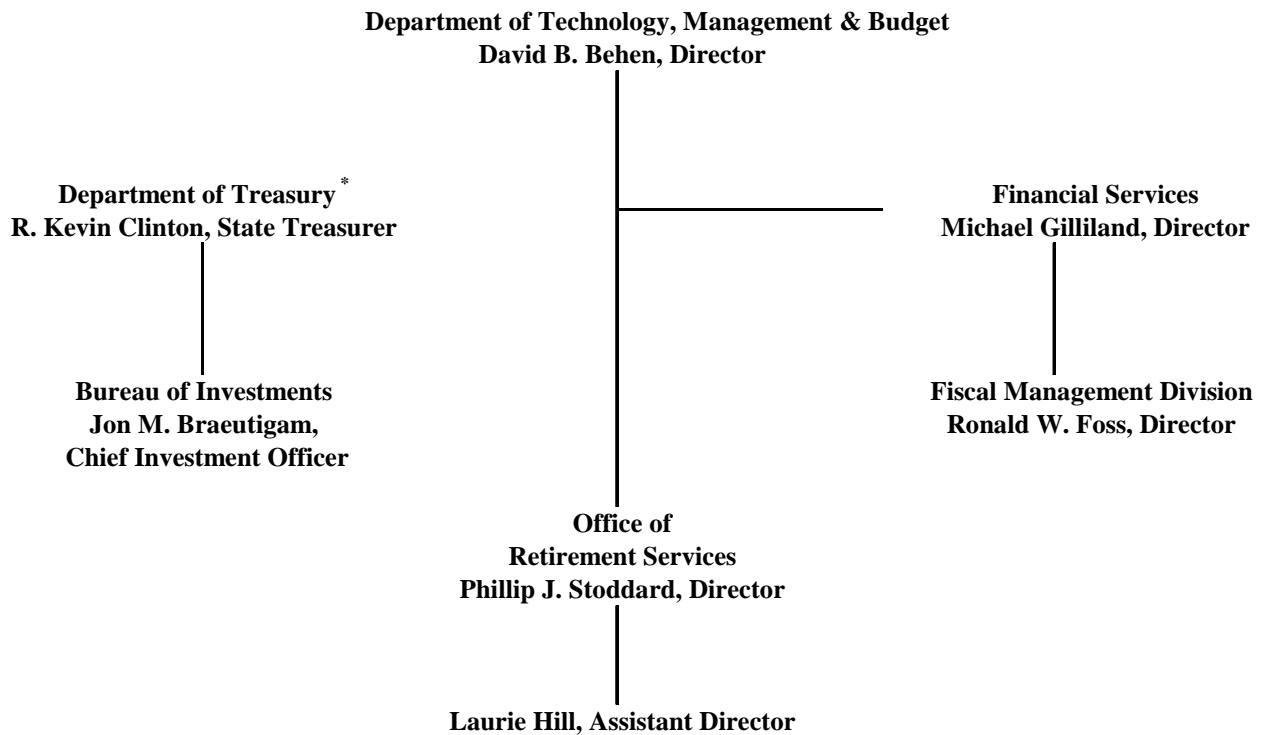 Department of Technology, Management & Budget
David B. Behen, Director
Department of Treasury *
R. Kevin Clinton, State Treasurer
Financial Services
Michael Gilliland, Director
Bureau of Investments
Jon M. Braeutigam,
Chief Investment Officer
Fiscal Management Division
Ronald W. Foss, Director
Office of
Retirement Services
Phillip J. Stoddard, Director
Laurie Hill, Assistant Director